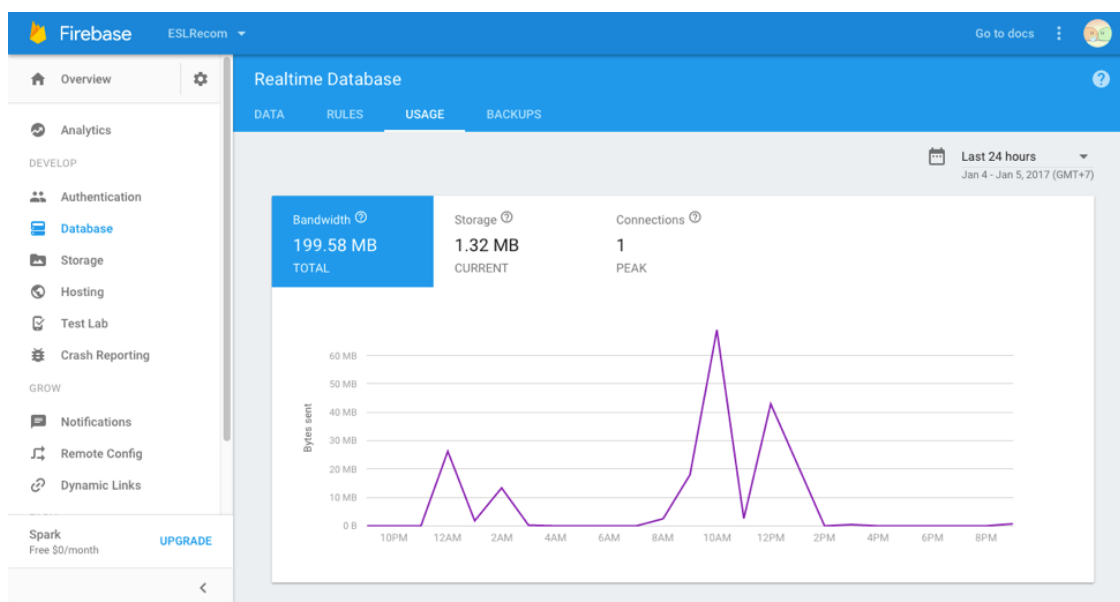 Firebase
ESLRecom
Go to docs
Overview
Realtime Database
DATA RULES USAGE BACKUPS
Analytics
DEVELOP
Authentication
Database
Storage
Hosting
Test Lab
Crash Reporting
GROW
Notifications
Remote Config
Dynamic Links
Spark
Free $0/month
UPGRADE
Last 24 hours
Jan 4 - Jan 5, 2017 (GMT+7)
Bandwidth
199.58 MB
TOTAL
Storage
1.32 MB
CURRENT
Connections
1
PEAK
Bytes sent
60 MB
50 MB
40 MB
30 MB
20 MB
10 MB
0 B
10PM 12AM 2AM 4AM 6AM 8AM 10AM 12PM 2PM 4PM 6PM 8PM